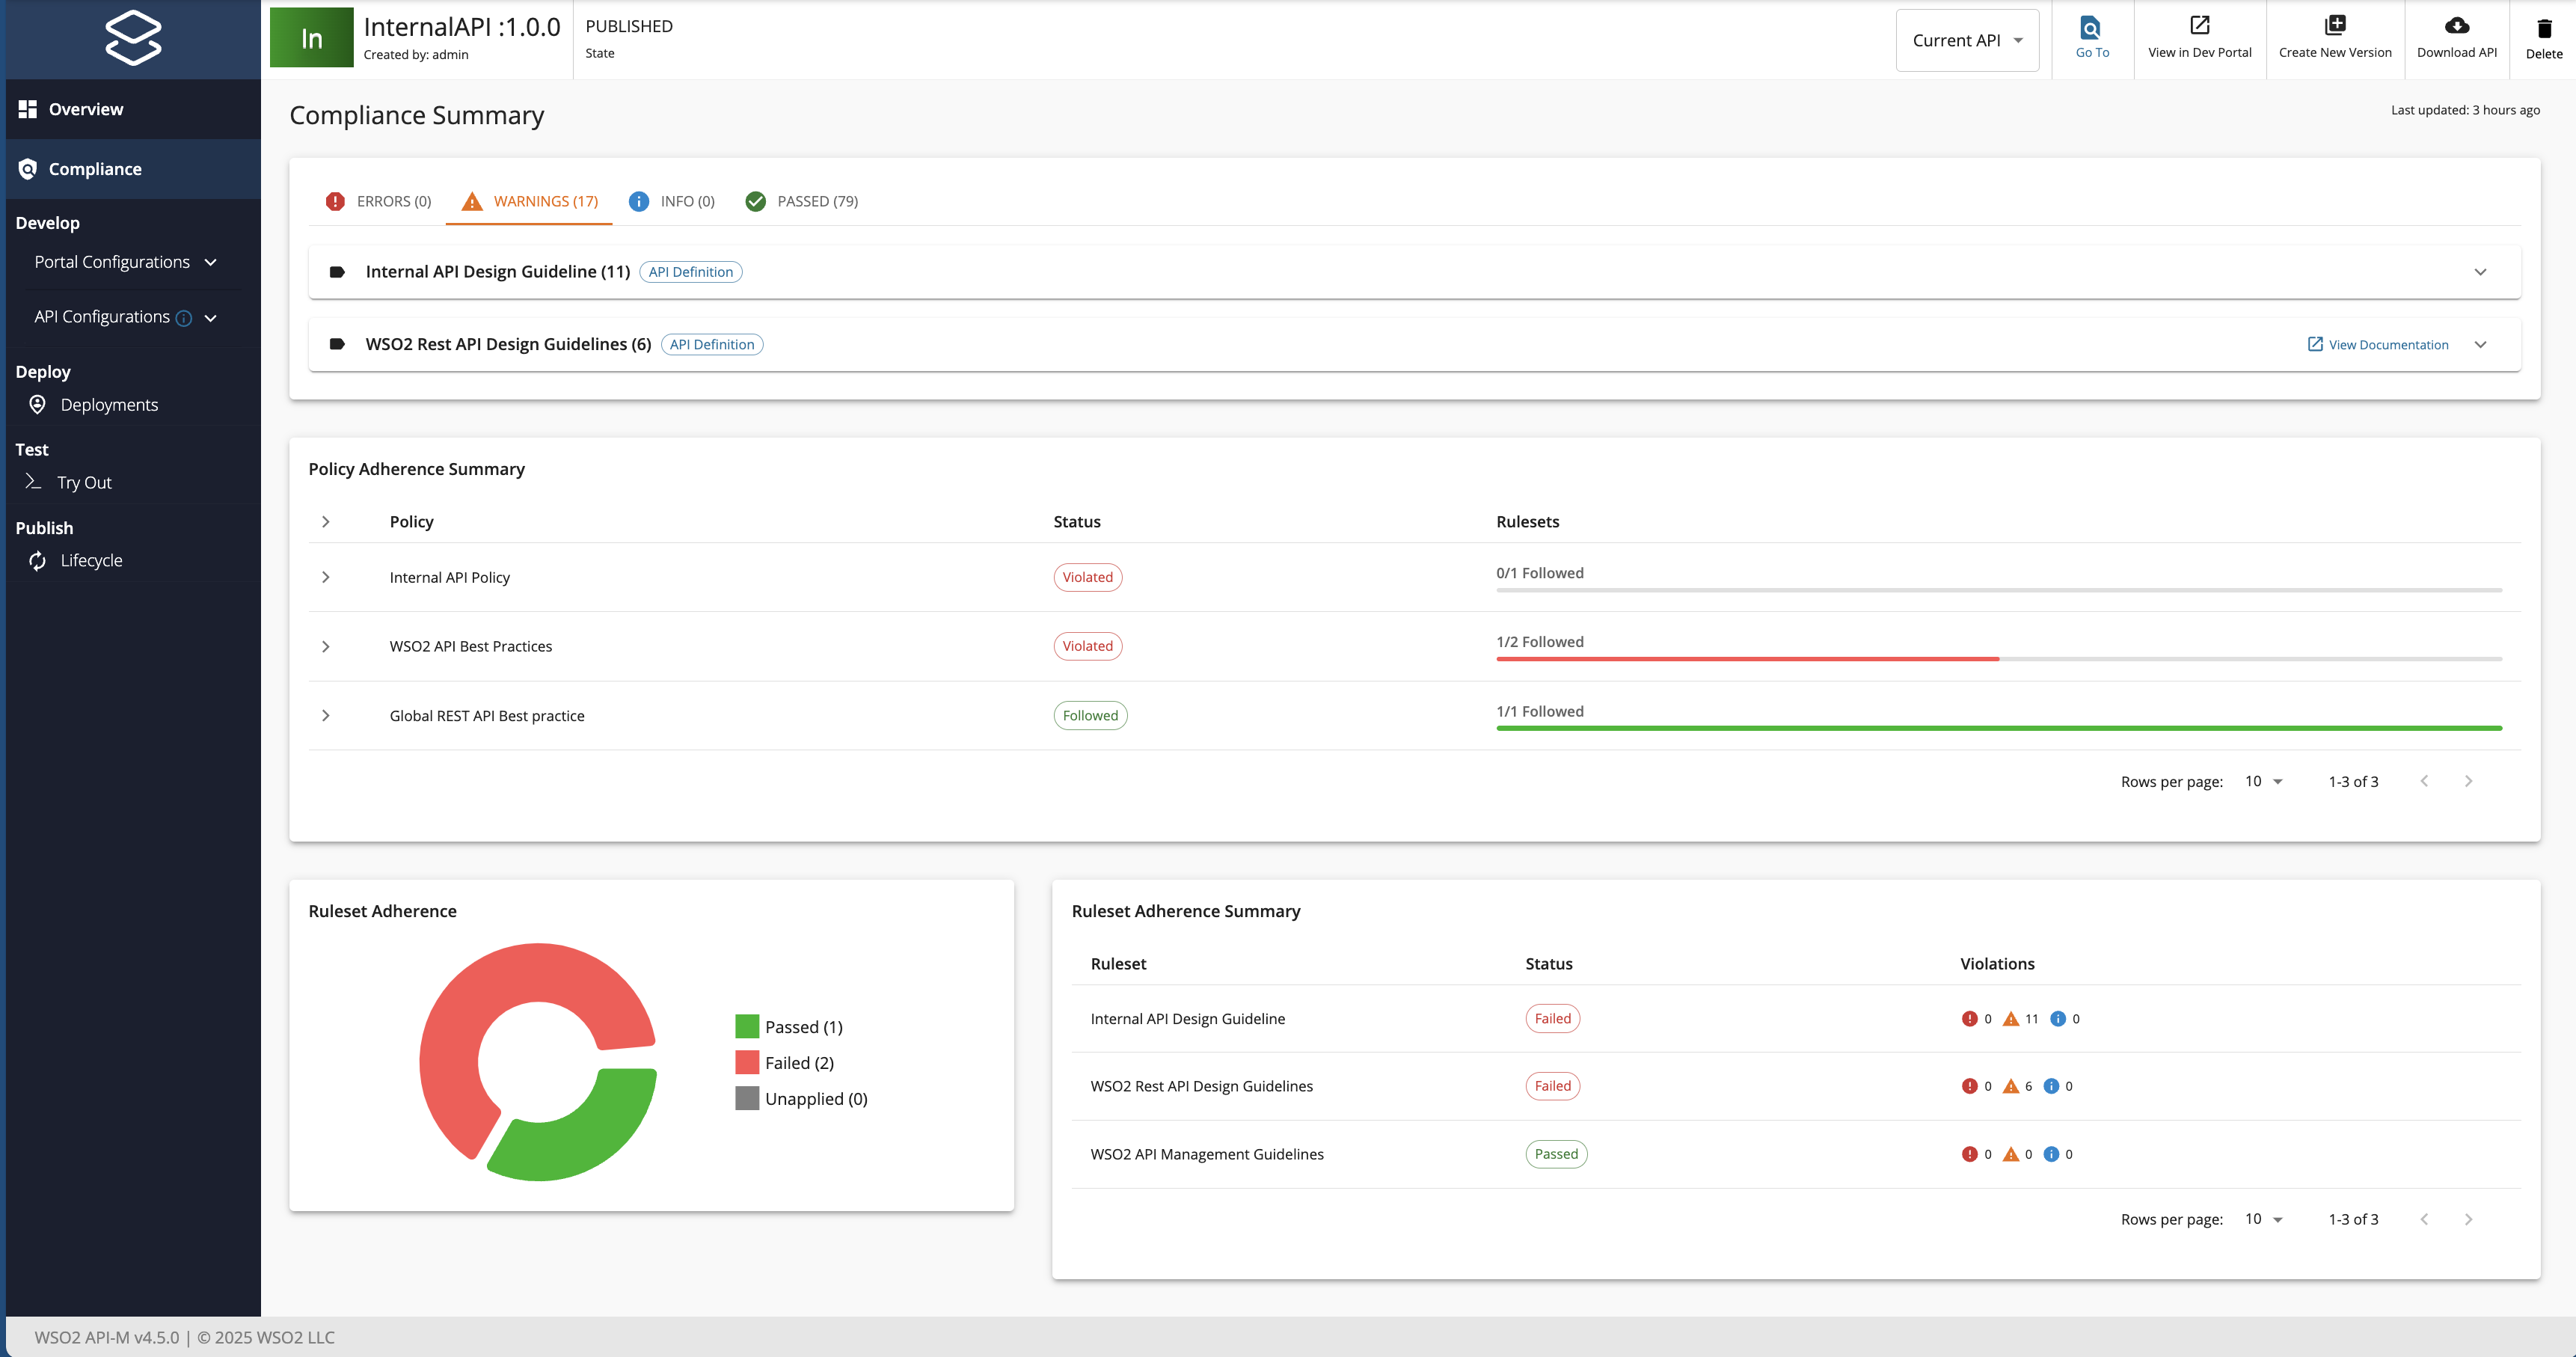 In
InternalAPI :1.0.0
Created by: admin
PUBLISHED
State
Current API
Go To
View in Dev Portal
Create New Version
Download API
Delete
Overview
Compliance
Develop
Portal Configurations
API Configurations
Deploy
Deployments
Test
Try Out
Publish
Lifecycle
Compliance Summary
Last updated: 3 hours ago
ERRORS (0) WARNINGS (17) INFO (0) PASSED (79)
Internal API Design Guideline (11) API Definition
WSO2 Rest API Design Guidelines (6) API Definition View Documentation
Policy Adherence Summary
Policy Status Rulesets
Internal API Policy Violated 0/1 Followed
WSO2 API Best Practices Violated 1/2 Followed
Global REST API Best practice Followed 1/1 Followed
Rows per page: 10 1-3 of 3
Ruleset Adherence
Passed (1)
Failed (2)
Unapplied (0)
Ruleset Adherence Summary
Ruleset Status Violations
Internal API Design Guideline Failed 0 11 0
WSO2 Rest API Design Guidelines Failed 0 6 0
WSO2 API Management Guidelines Passed 0 0 0
Rows per page: 10 1-3 of 3
WSO2 API-M v4.5.0 | © 2025 WSO2 LLC